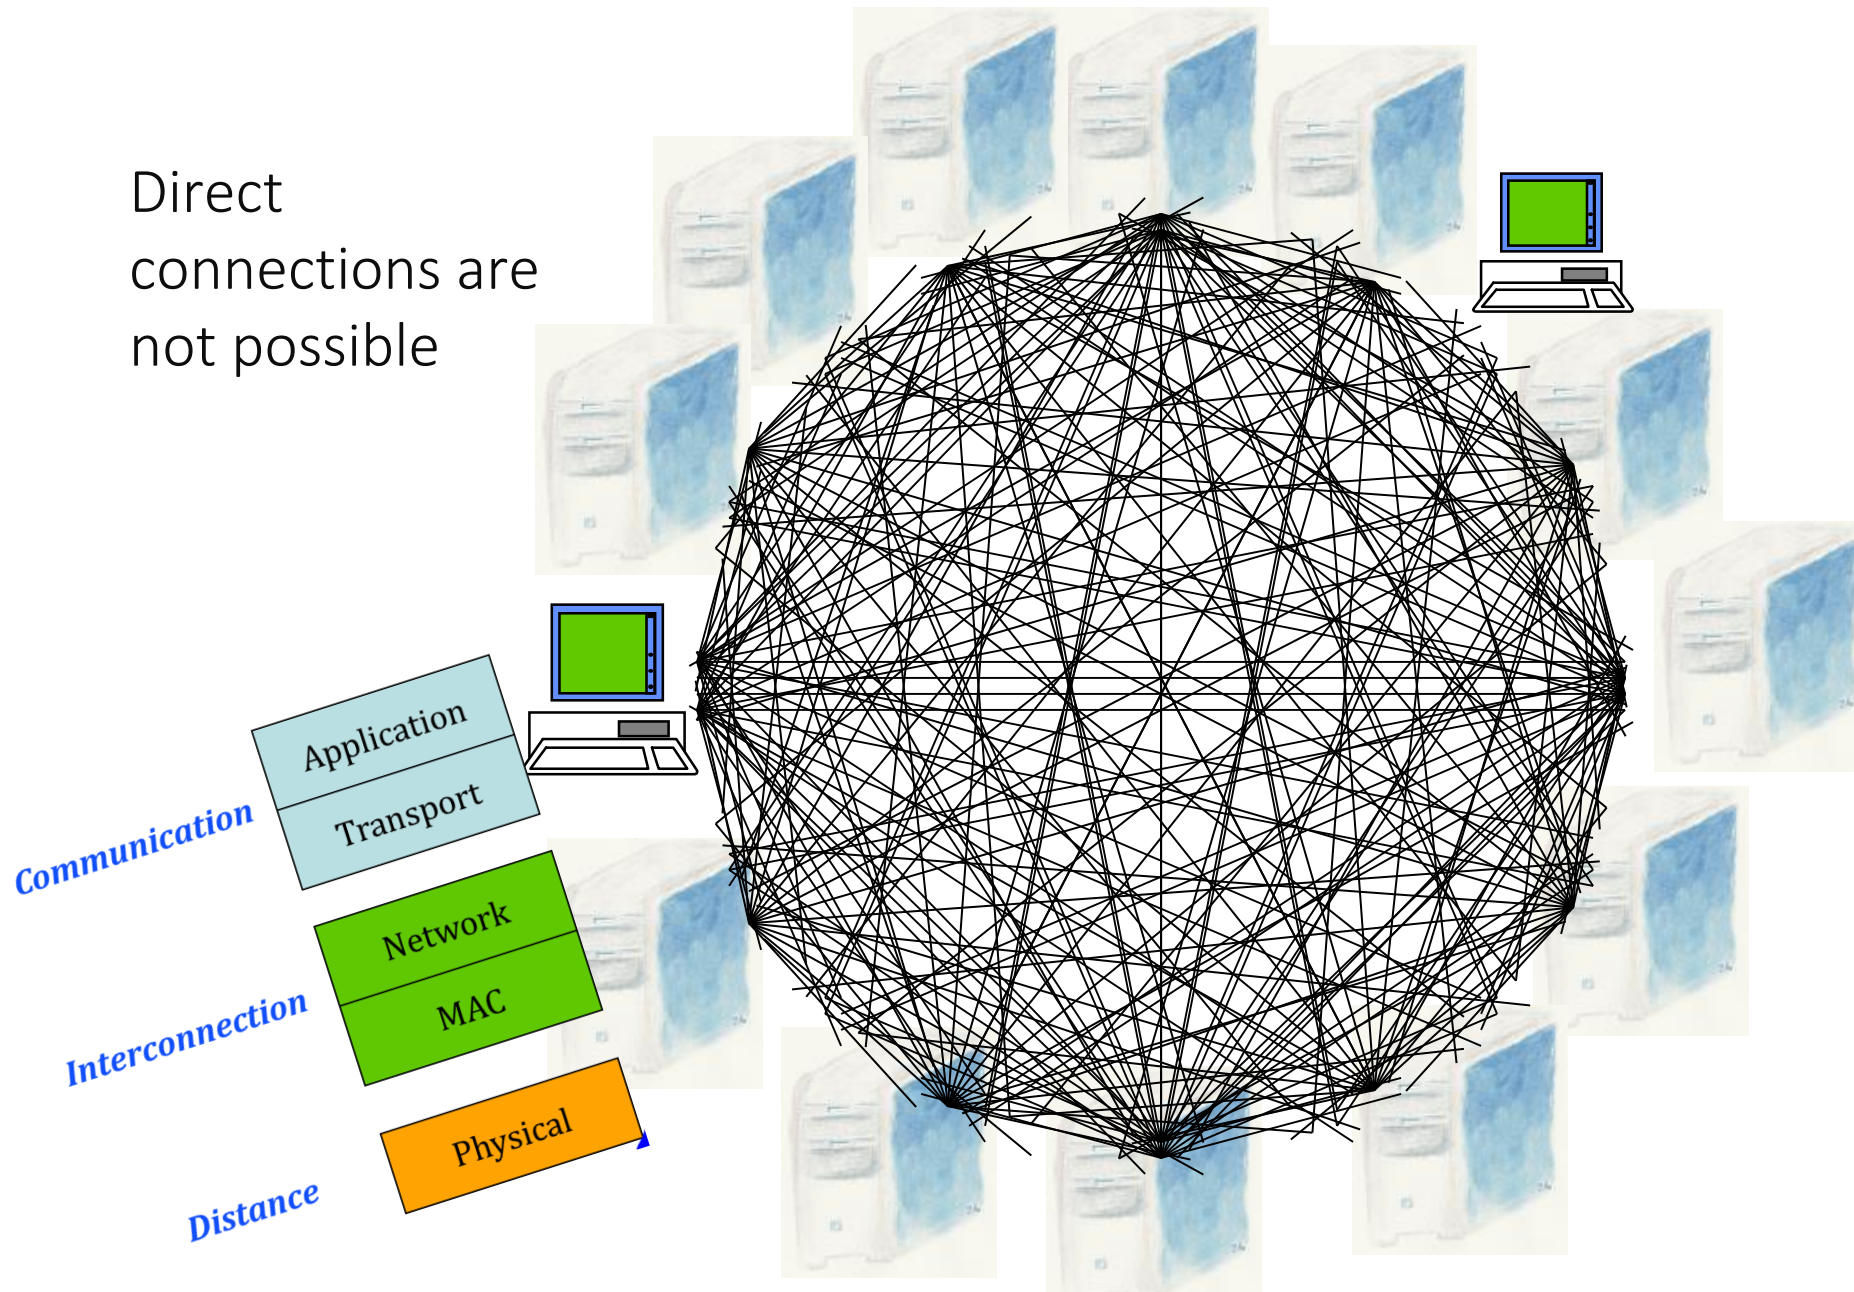 Direct
connections are
not possible
Application
Transport
Communication
Network
MAC
Interconnection
Physical
Distance